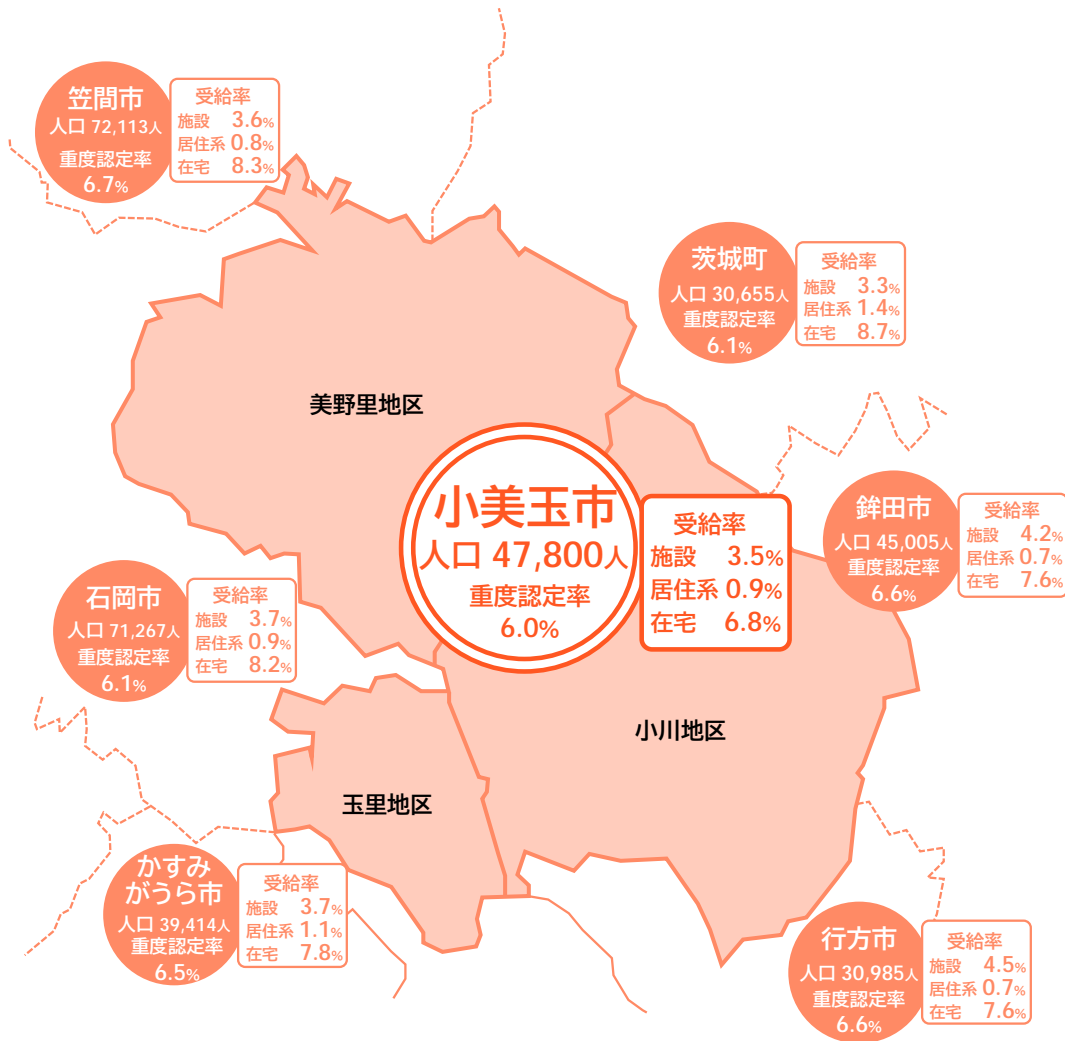 笠間市
人口 72,113人
重度認定率
6.7%
受給率
施設 3.6%
居住系 0.8%
在宅 8.3%
茨城町
人口 30,655人
重度認定率
6.1%
受給率
施設 3.3%
居住系 1.4%
在宅 8.7%
美野里地区
小美玉市
人口 47,800人
重度認定率
6.0%
受給率
施設 3.5%
居住系 0.9%
在宅 6.8%
鉾田市
人口 45,005人
重度認定率
6.6%
受給率
施設 4.2%
居住系 0.7%
在宅 7.6%
石岡市
人口 71,267人
重度認定率
6.1%
受給率
施設 3.7%
居住系 0.9%
在宅 8.2%
小川地区
玉里地区
かすみ
がうら市
人口 39,414人
重度認定率
6.5%
受給率
施設 3.7%
居住系 1.1%
在宅 7.8%
行方市
人口 30,985人
重度認定率
6.6%
受給率
施設 4.5%
居住系 0.7%
在宅 7.6%